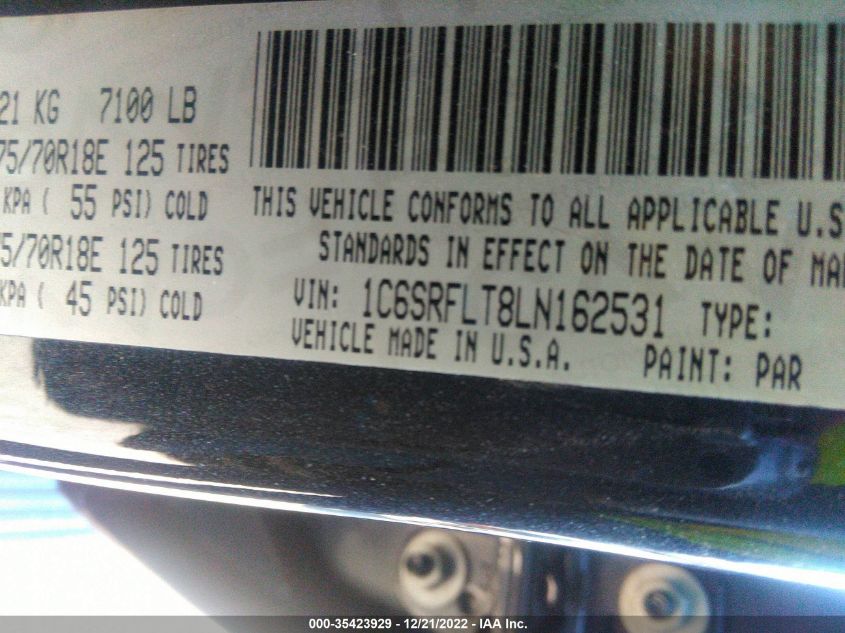 21 KG 7100 LB
75/70R18E 125 TIRES
KPA ( 55 PSI) COLD
75/70R18E 125 TIRES
KPA ( 45 PSI) COLD
THIS VEHICLE CONFORMS TO ALL APPLICABLE U.S
STANDARDS IN EFFECT ON THE DATE OF MAN
VIN: 1C6SRFLT8LN162531 TYPE:
VEHICLE MADE IN U.S.A. PAINT: PAR
000-35423929 - 12/21/2022 - IAA Inc.